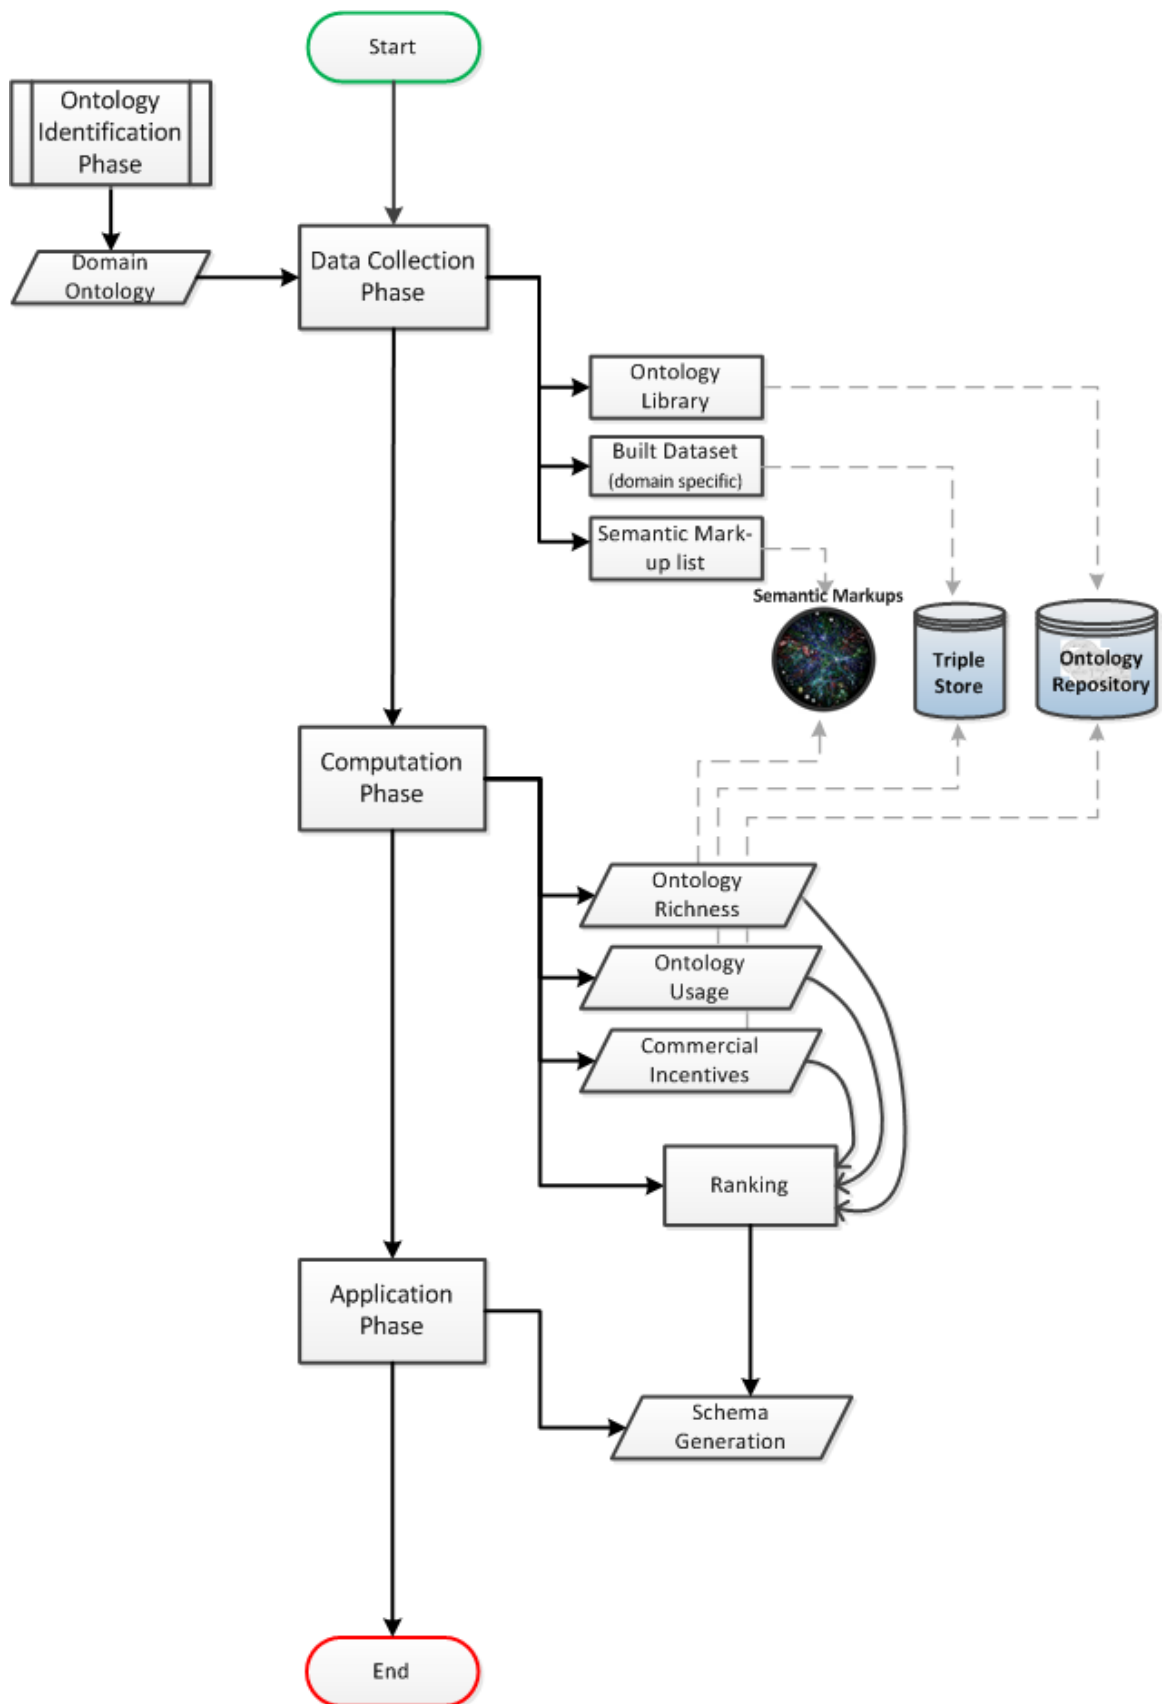 Start
Ontology
Identification
Phase
Domain
Ontology
Data Collection
Phase
Ontology
Library
Built Dataset
(domain specific)
Semantic Mark-
up list
Semantic Markups
Triple
Store
Ontology
Repository
Computation
Phase
Ontology
Richness
Ontology
Usage
Commercial
Incentives
Ranking
Application
Phase
Schema
Generation
End